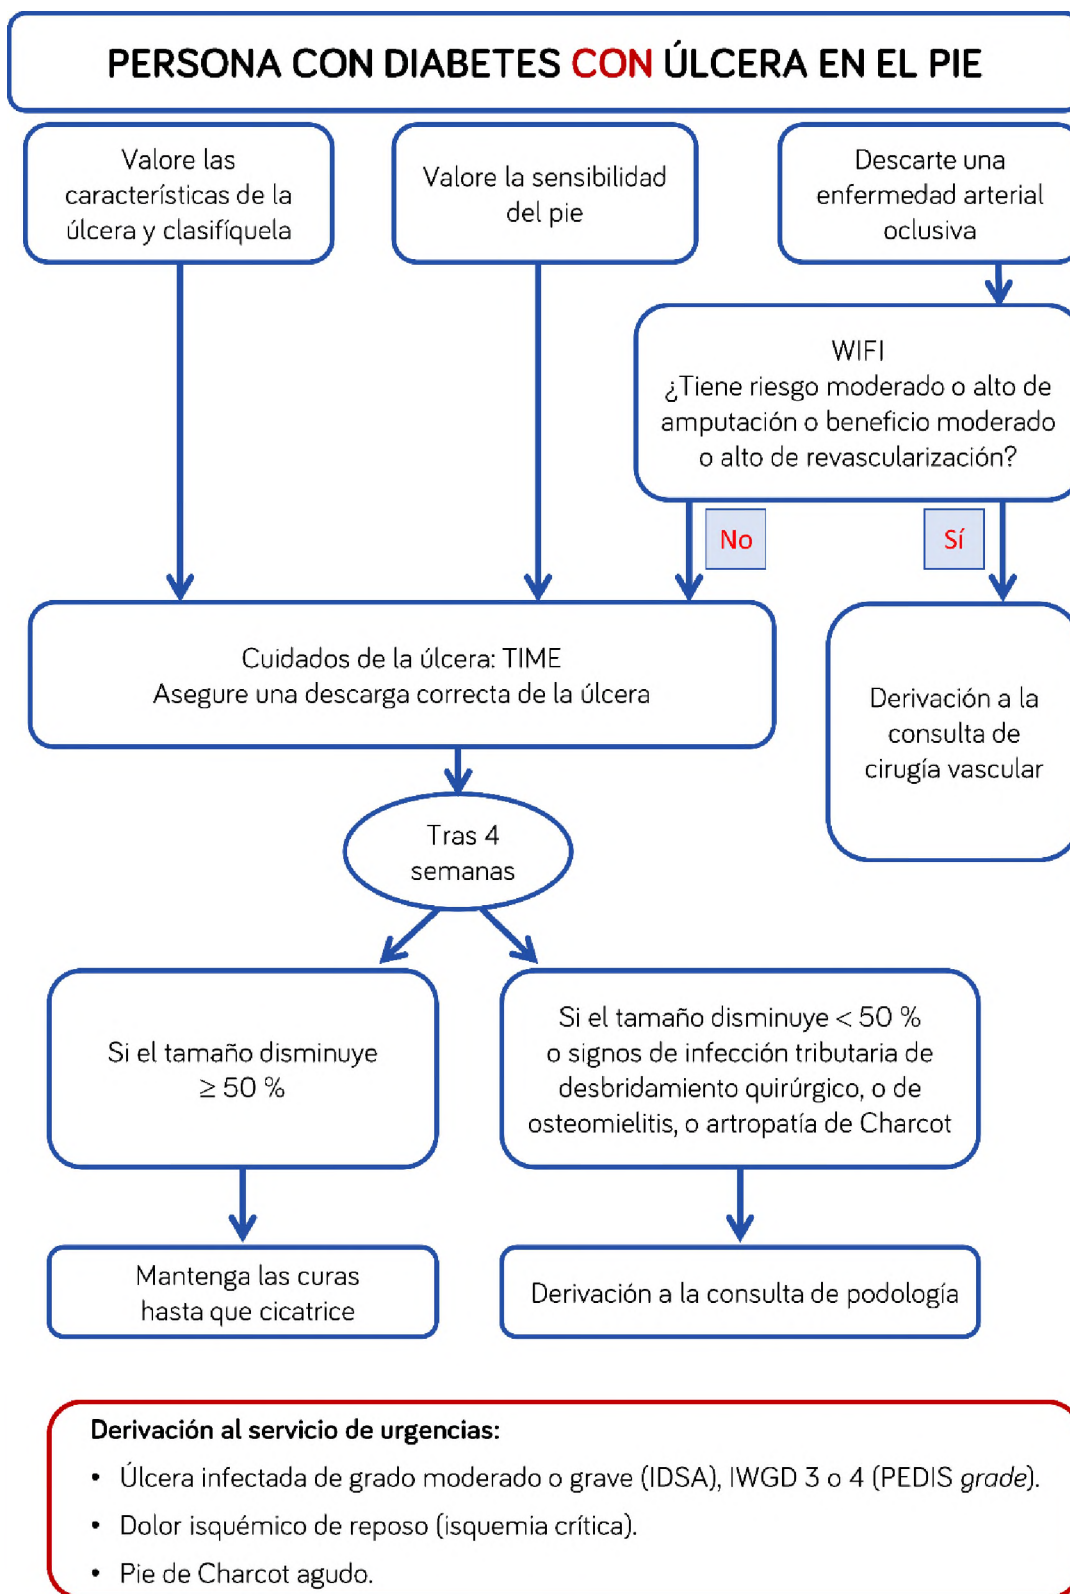 PERSONA CON DIABETES CON ÚLCERA EN EL PIE
Valore las
características de la
úlcera y clasifíquela
Valore la sensibilidad
del pie
Descarte una
enfermedad arterial
oclusiva
WIFI
¿Tiene riesgo moderado o alto de
amputación o beneficio moderado
o alto de revascularización?
No
Sí
Cuidados de la úlcera: TIME
Asegure una descarga correcta de la úlcera
Derivación a la
consulta de
cirugía vascular
Tras 4
semanas
Si el tamaño disminuye
≥ 50 %
Si el tamaño disminuye < 50 %
o signos de infección tributaria de
desbridamiento quirúrgico, o de
osteomielitis, o artropatía de Charcot
Mantenga las curas
hasta que cicatrice
Derivación a la consulta de podología
Derivación al servicio de urgencias:
• Úlcera infectada de grado moderado o grave (IDSA), IWGD 3 o 4 (PEDIS grade).
• Dolor isquémico de reposo (isquemia crítica).
• Pie de Charcot agudo.